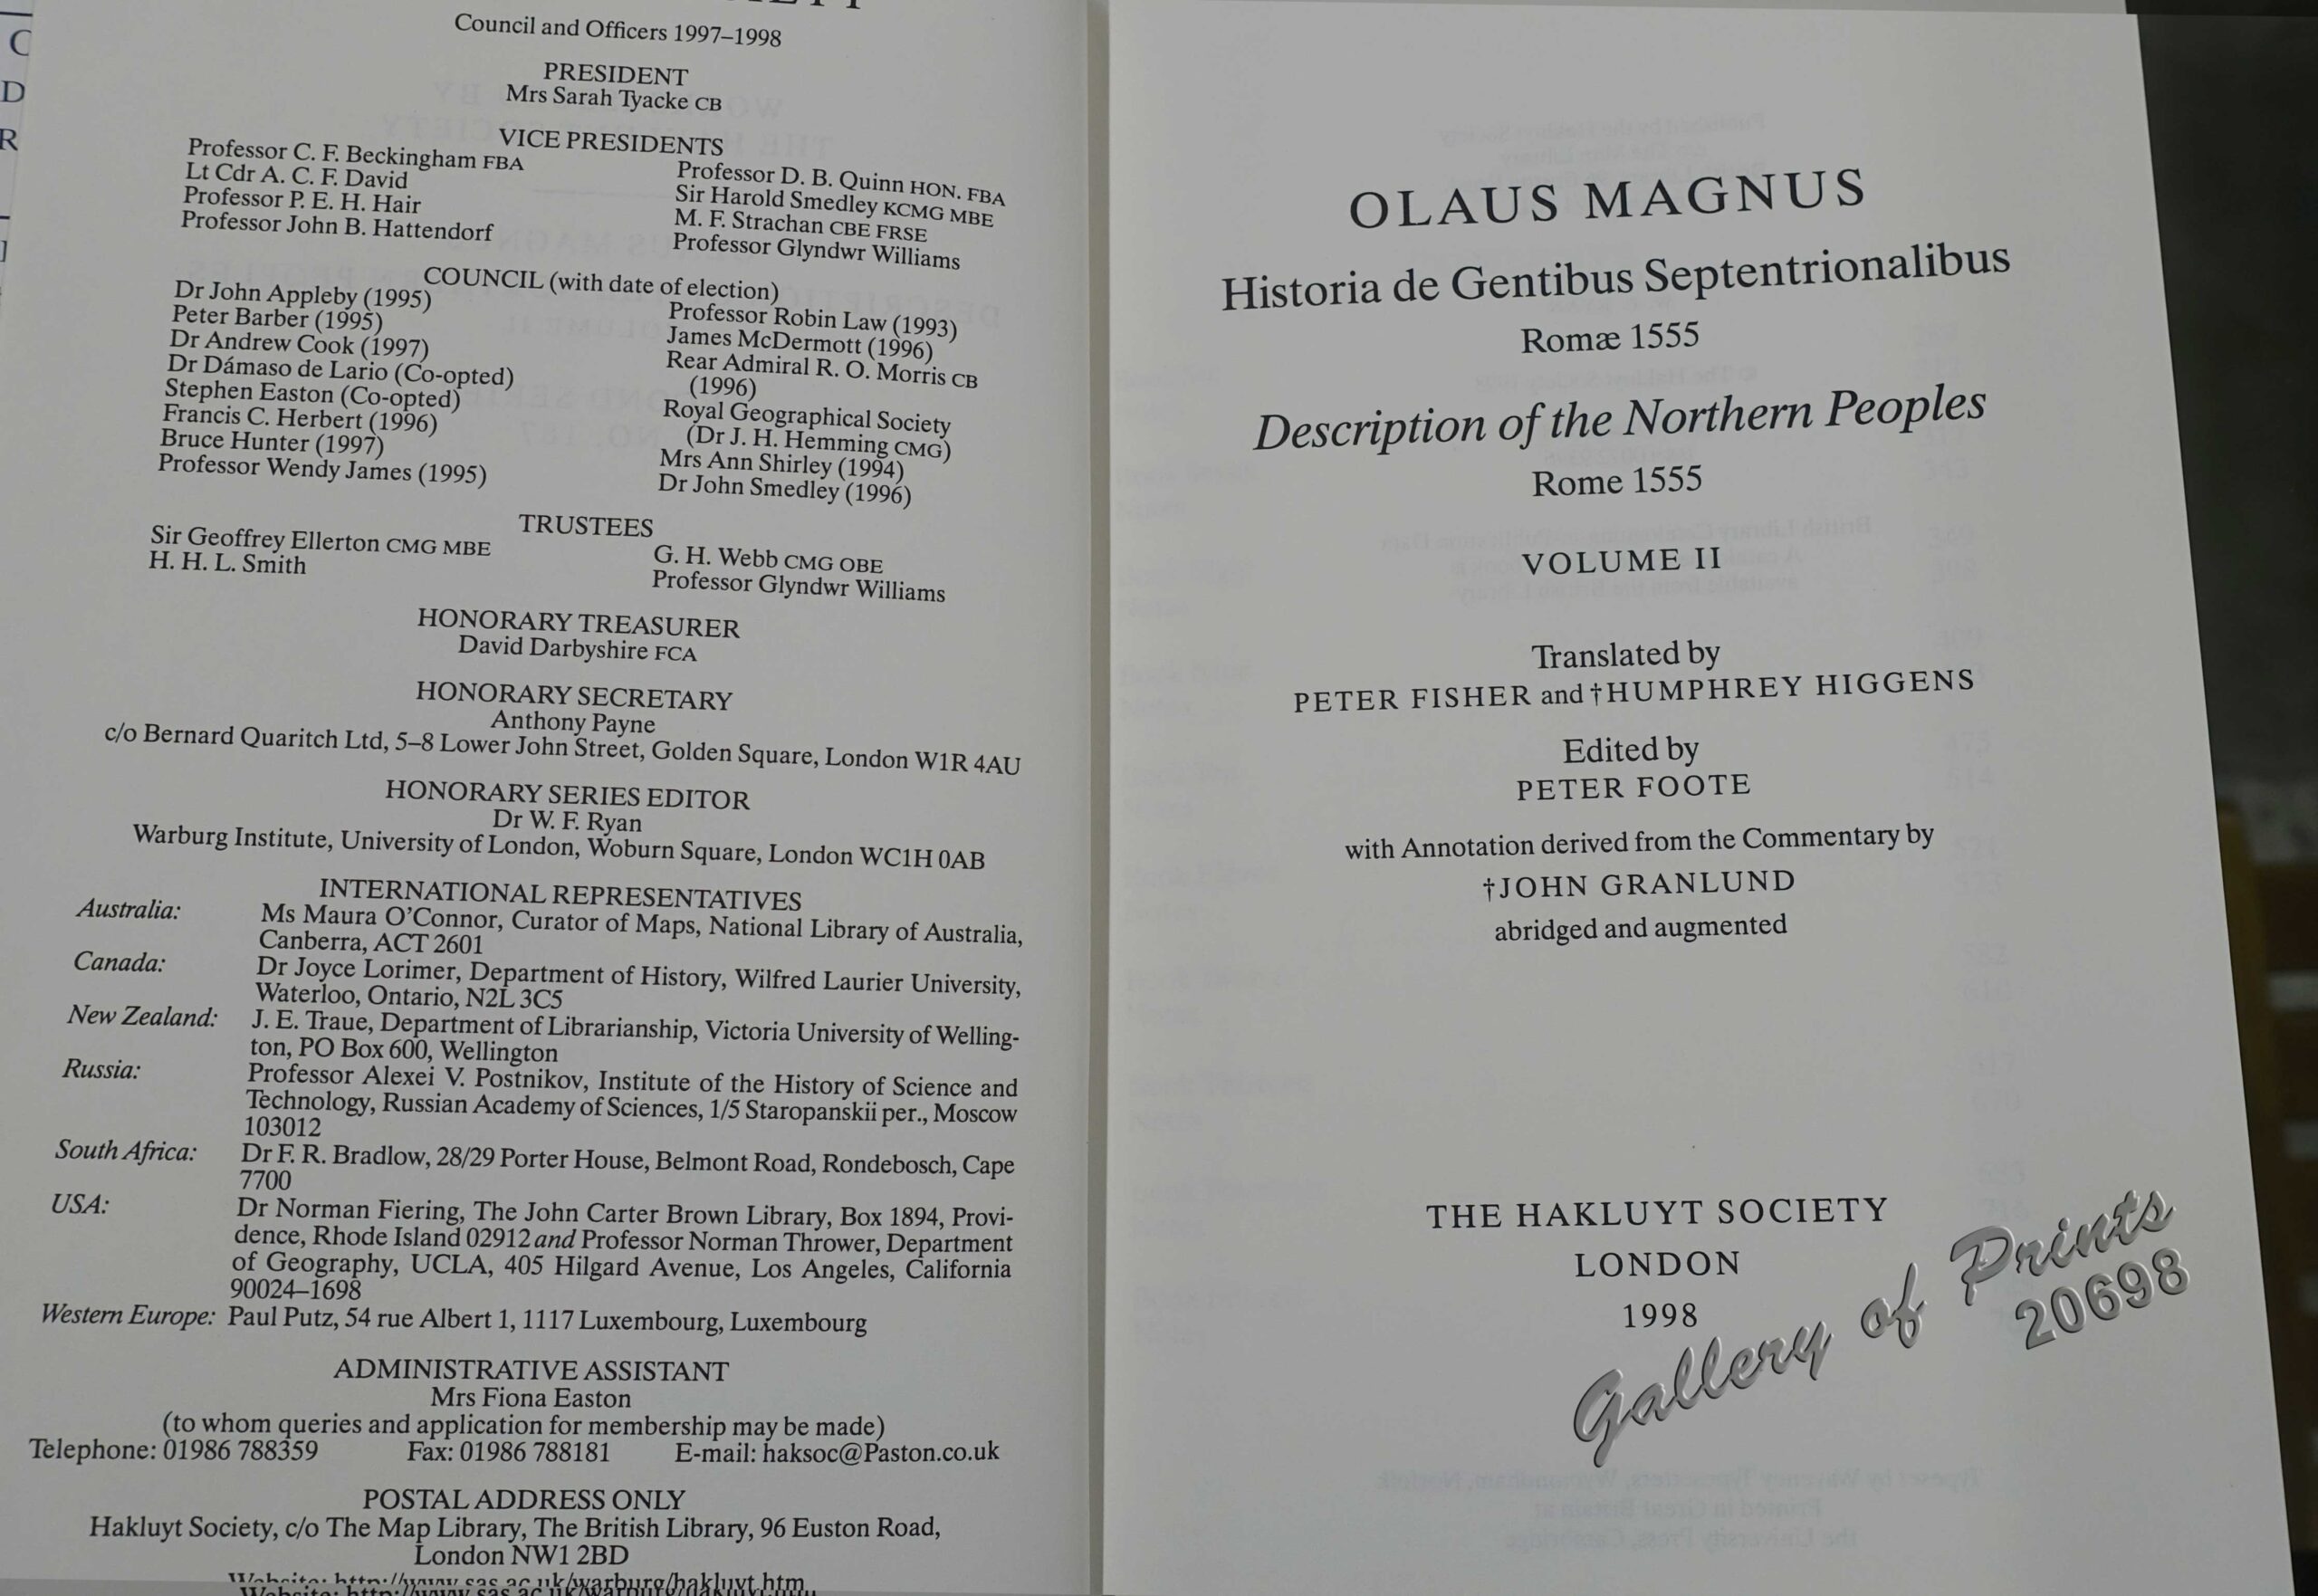 C
D
R
Council and Officers 1997–1998
PRESIDENT
Mrs Sarah Tyacke CB
VICE PRESIDENTS
Professor C. F. Beckingham FBA
Lt Cdr A. C. F. David
Professor P. E. H. Hair
Professor John B. Hattendorf
Professor D. B. Quinn HON. FBA
Sir Harold Smedley KCMG MBE
M. F. Strachan CBE FRSE
Professor Glyndwr Williams
COUNCIL (with date of election)
Dr John Appleby (1995)
Peter Barber (1995)
Dr Andrew Cook (1997)
Dr Dámaso de Lario (Co-opted)
Stephen Easton (Co-opted)
Francis C. Herbert (1996)
Bruce Hunter (1997)
Professor Wendy James (1995)
Professor Robin Law (1993)
James McDermott (1996)
Rear Admiral R. O. Morris CB
(1996)
Royal Geographical Society
(Dr J. H. Hemming CMG)
Mrs Ann Shirley (1994)
Dr John Smedley (1996)
TRUSTEES
Sir Geoffrey Ellerton CMG MBE
H. H. L. Smith
G. H. Webb CMG OBE
Professor Glyndwr Williams
HONORARY TREASURER
David Darbyshire FCA
HONORARY SECRETARY
Anthony Payne
c/o Bernard Quaritch Ltd, 5–8 Lower John Street, Golden Square, London W1R 4AU
HONORARY SERIES EDITOR
Dr W. F. Ryan
Warburg Institute, University of London, Woburn Square, London WC1H 0AB
INTERNATIONAL REPRESENTATIVES
Australia: Ms Maura O'Connor, Curator of Maps, National Library of Australia,
Canberra, ACT 2601
Canada: Dr Joyce Lorimer, Department of History, Wilfred Laurier University,
Waterloo, Ontario, N2L 3C5
New Zealand: J. E. Traue, Department of Librarianship, Victoria University of Welling-
ton, PO Box 600, Wellington
Russia: Professor Alexei V. Postnikov, Institute of the History of Science and
Technology, Russian Academy of Sciences, 1/5 Staropanskii per., Moscow
103012
South Africa: Dr F. R. Bradlow, 28/29 Porter House, Belmont Road, Rondebosch, Cape
7700
USA: Dr Norman Fiering, The John Carter Brown Library, Box 1894, Provi-
dence, Rhode Island 02912 and Professor Norman Thrower, Department
of Geography, UCLA, 405 Hilgard Avenue, Los Angeles, California
90024–1698
Western Europe: Paul Putz, 54 rue Albert 1, 1117 Luxembourg, Luxembourg
ADMINISTRATIVE ASSISTANT
Mrs Fiona Easton
(to whom queries and application for membership may be made)
Telephone: 01986 788359 Fax: 01986 788181 E-mail: haksoc@Paston.co.uk
POSTAL ADDRESS ONLY
Hakluyt Society, c/o The Map Library, The British Library, 96 Euston Road,
London NW1 2BD
Website: http://www.sas.ac.uk/warburg/hakluyt.htm
OLAUS MAGNUS
Historia de Gentibus Septentrionalibus
Romæ 1555
Description of the Northern Peoples
Rome 1555
VOLUME II
Translated by
PETER FISHER and †HUMPHREY HIGGENS
Edited by
PETER FOOTE
with Annotation derived from the Commentary by
†JOHN GRANLUND
abridged and augmented
THE HAKLUYT SOCIETY
LONDON
1998
Gallery of Prints
20698